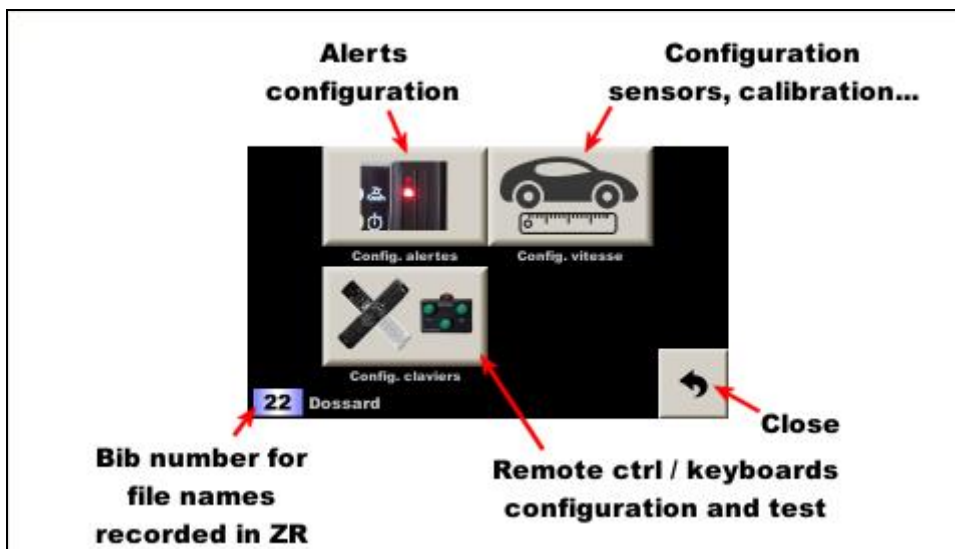 Alerts
configuration
Configuration
sensors, calibration...
Config. alertes
Config. vitesse
Config. claviers
22 Dossard
Close
Bib number for
file names
recorded in ZR
Remote ctrl / keyboards
configuration and test